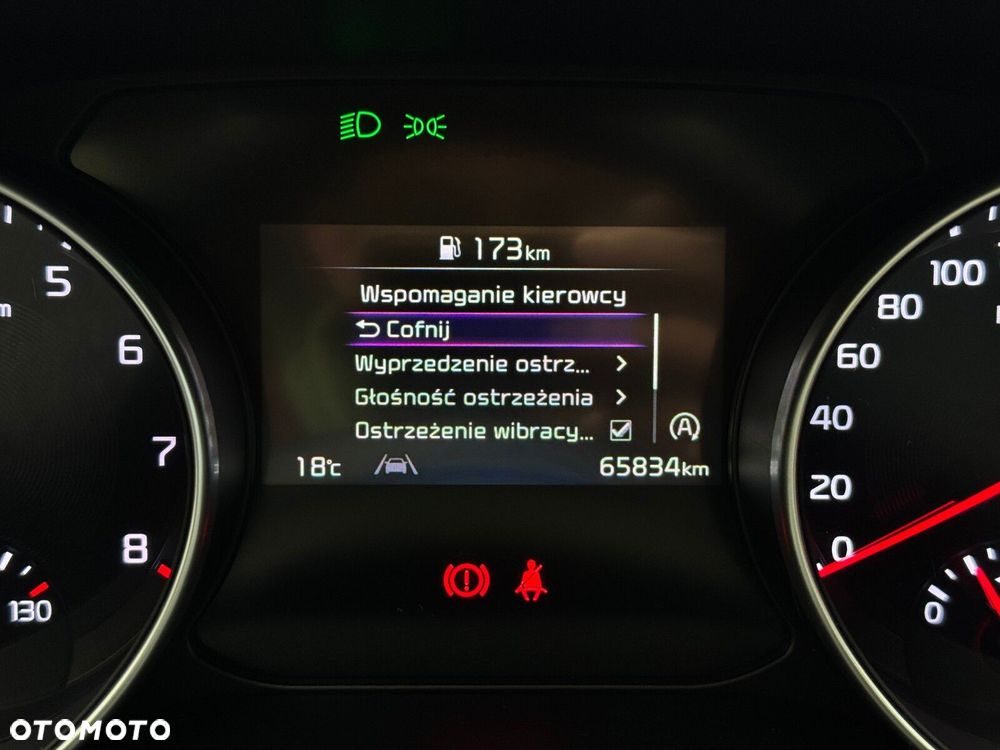 173km
Wspomaganie kierowcy
Cofnij
Wyprzedzenie ostrz...
Głośność ostrzeżenia
Ostrzeżenie wibracy...
A
18°C
65834km
5
6
7
8
130
100
80
60
40
20
0
0
OTOMOTO